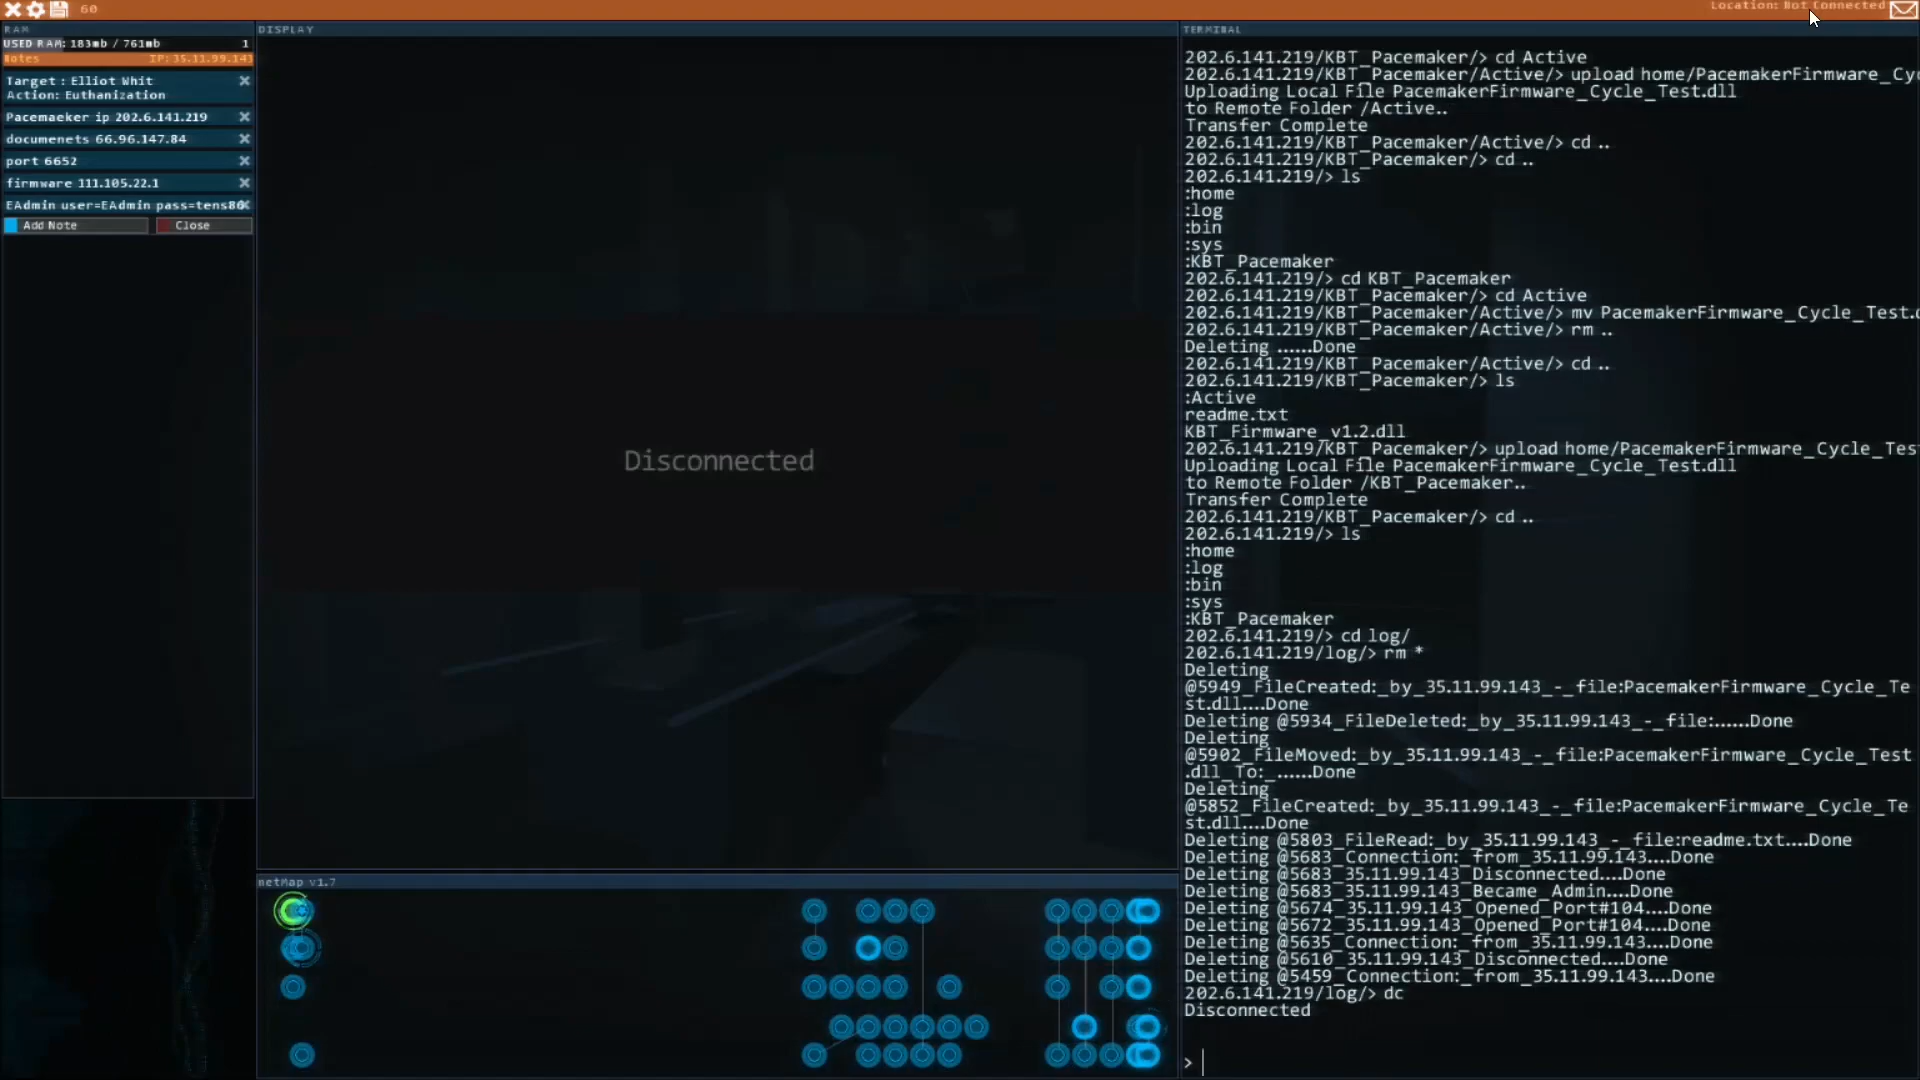 60
Location: Not Connected
RAM
USED RAM: 183mb / 761mb 1
Notes IP: 35.11.99.143
Target : Elliot Whit
Action: Euthanization
Pacemaeker ip 202.6.141.219
documenets 66.96.147.84
port 6652
firmware 111.105.22.1
EAdmin user=EAdmin pass=tens86
Add Note
Close
DISPLAY
Disconnected
netMap v1.7
TERMINAL
202.6.141.219/KBT_Pacemaker/> cd Active
202.6.141.219/KBT_Pacemaker/Active/> upload home/PacemakerFirmware_Cyc
Uploading Local File PacemakerFirmware_Cycle_Test.dll
to Remote Folder /Active..
Transfer Complete
202.6.141.219/KBT_Pacemaker/Active/> cd ..
202.6.141.219/KBT_Pacemaker/> cd ..
202.6.141.219/> ls
:home
:log
:bin
:sys
:KBT_Pacemaker
202.6.141.219/> cd KBT_Pacemaker
202.6.141.219/KBT_Pacemaker/> cd Active
202.6.141.219/KBT_Pacemaker/Active/> mv PacemakerFirmware_Cycle_Test.d
202.6.141.219/KBT_Pacemaker/Active/> rm ..
Deleting ......Done
202.6.141.219/KBT_Pacemaker/Active/> cd ..
202.6.141.219/KBT_Pacemaker/> ls
:Active
readme.txt
KBT_Firmware_v1.2.dll
202.6.141.219/KBT_Pacemaker/> upload home/PacemakerFirmware_Cycle_Test
Uploading Local File PacemakerFirmware_Cycle_Test.dll
to Remote Folder /KBT_Pacemaker..
Transfer Complete
202.6.141.219/KBT_Pacemaker/> cd ..
202.6.141.219/> ls
:home
:log
:bin
:sys
:KBT_Pacemaker
202.6.141.219/> cd log/
202.6.141.219/log/> rm *
Deleting
@5949_FileCreated:_by_35.11.99.143_-_file:PacemakerFirmware_Cycle_Te
st.dll....Done
Deleting @5934_FileDeleted:_by_35.11.99.143_-_file:......Done
Deleting
@5902_FileMoved:_by_35.11.99.143_-_file:PacemakerFirmware_Cycle_Test
.dll_To:_......Done
Deleting
@5852_FileCreated:_by_35.11.99.143_-_file:PacemakerFirmware_Cycle_Te
st.dll....Done
Deleting @5803_FileRead:_by_35.11.99.143_-_file:readme.txt....Done
Deleting @5683_Connection:_from_35.11.99.143....Done
Deleting @5683_35.11.99.143_Disconnected....Done
Deleting @5683_35.11.99.143_Became_Admin....Done
Deleting @5674_35.11.99.143_Opened_Port#104....Done
Deleting @5672_35.11.99.143_Opened_Port#104....Done
Deleting @5635_Connection:_from_35.11.99.143....Done
Deleting @5610_35.11.99.143_Disconnected....Done
Deleting @5459_Connection:_from_35.11.99.143....Done
202.6.141.219/log/> dc
Disconnected
>